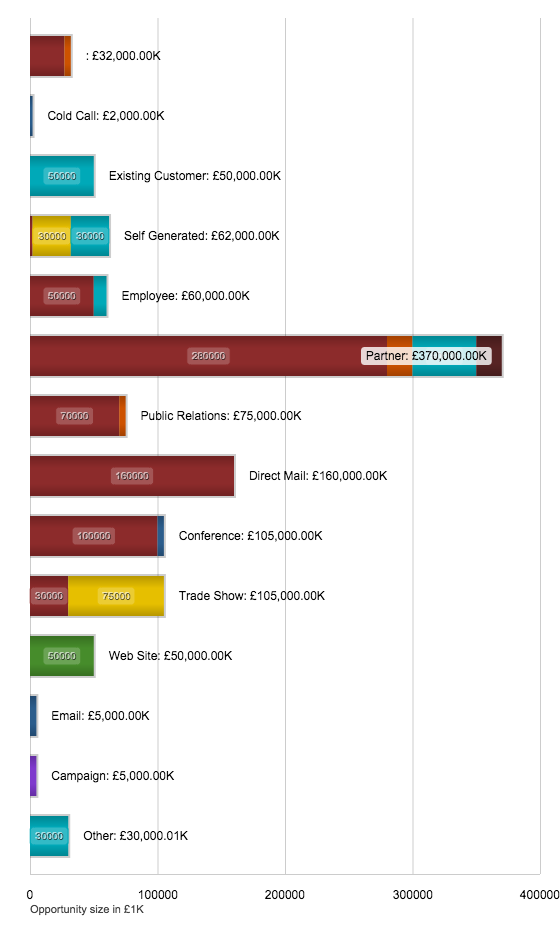 : £32,000.00K
Cold Call: £2,000.00K
50000 Existing Customer: £50,000.00K
30000 30000 Self Generated: £62,000.00K
50000 Employee: £60,000.00K
280000 Partner: £370,000.00K
70000 Public Relations: £75,000.00K
160000 Direct Mail: £160,000.00K
100000 Conference: £105,000.00K
30000 75000 Trade Show: £105,000.00K
50000 Web Site: £50,000.00K
Email: £5,000.00K
Campaign: £5,000.00K
30000 Other: £30,000.01K
0 100000 200000 300000 400000
Opportunity size in £1K